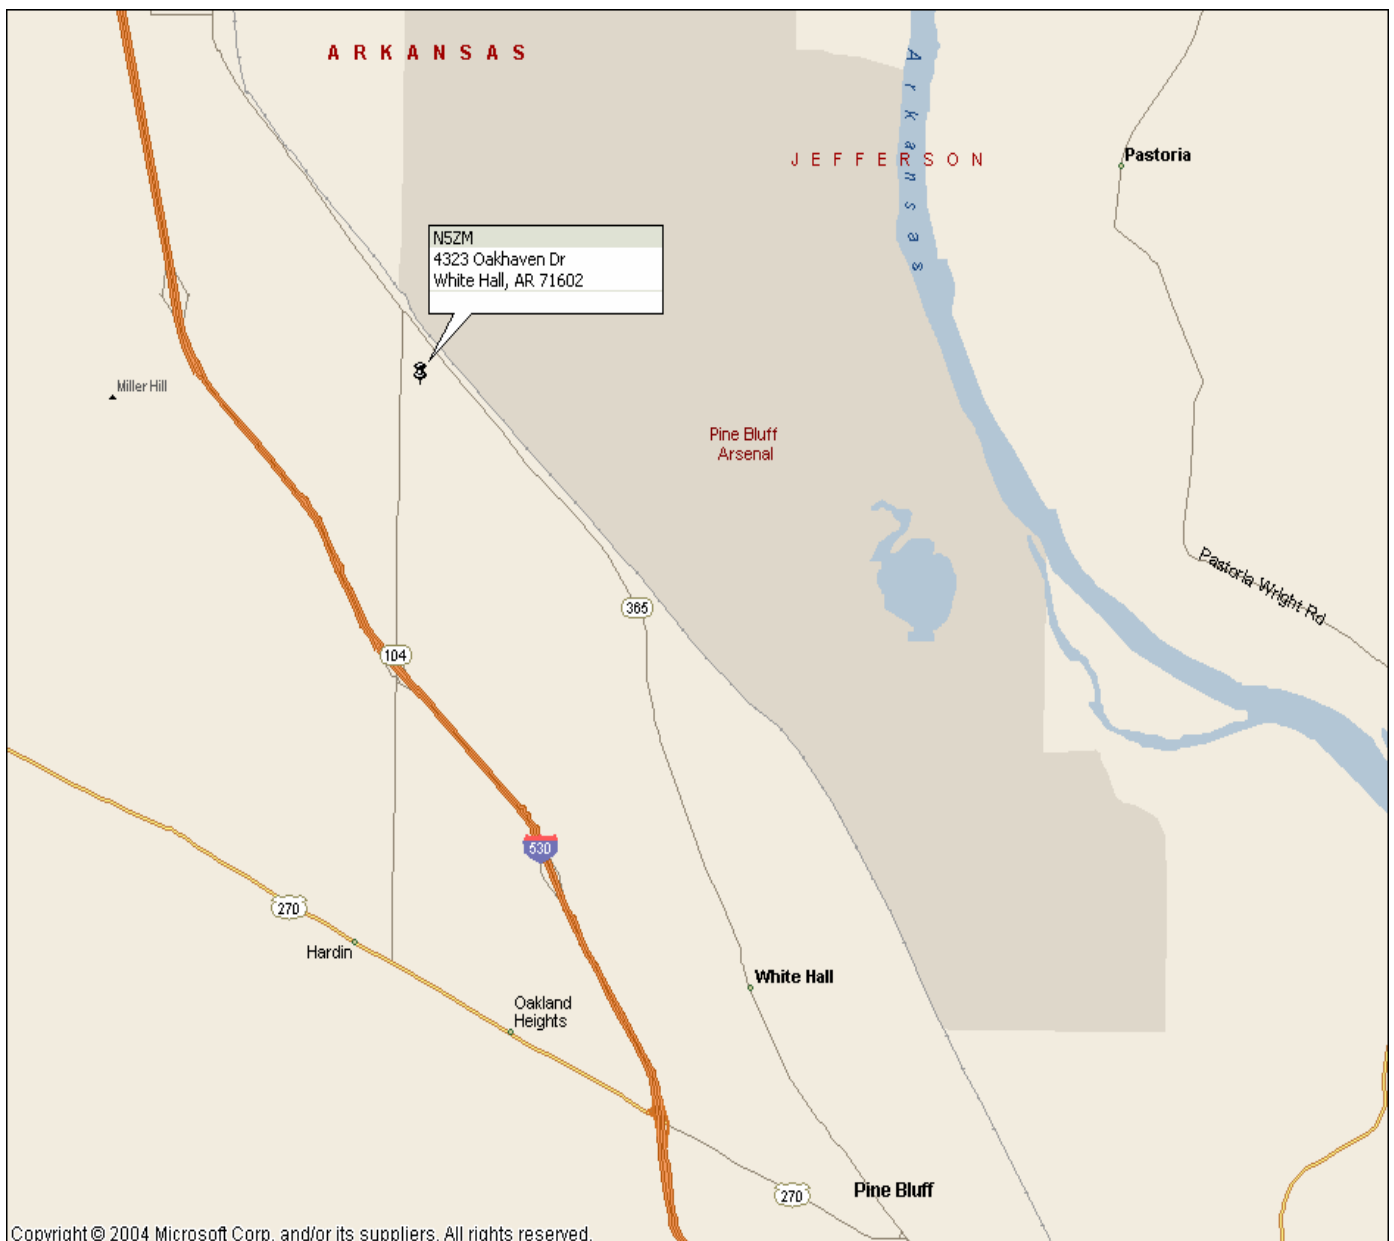 ARKANSAS
Arkansas
JEFFERSON
Pastoria
N5ZM
4323 Oakhaven Dr
White Hall, AR 71602
Miller Hill
Pine Bluff
Arsenal
Pastoria Wright Rd
365
104
530
270
Hardin
White Hall
Oakland
Heights
270
Pine Bluff
Copyright © 2004 Microsoft Corp. and/or its suppliers. All rights reserved.